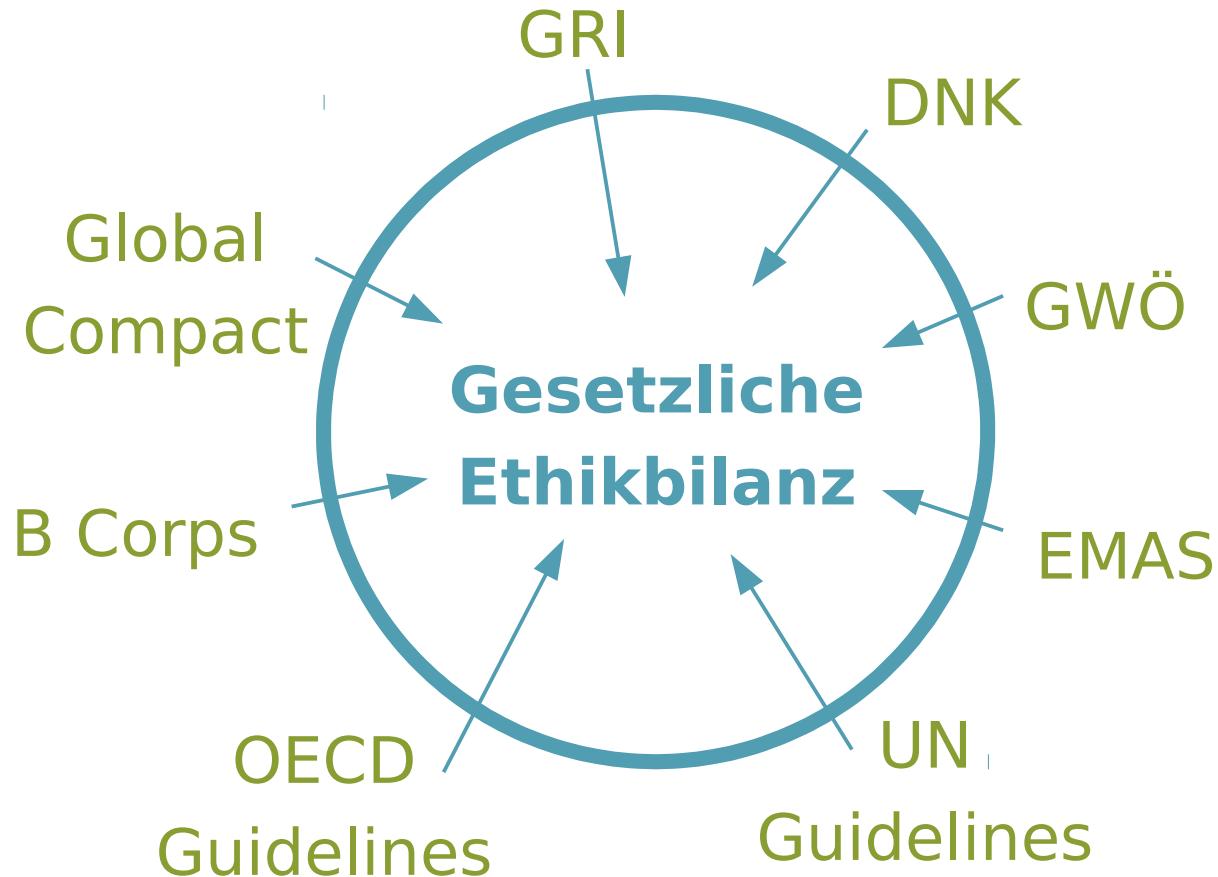 GRI
DNK
Global
Compact
GWÖ
Gesetzliche
Ethikbilanz
B Corps
EMAS
OECD
Guidelines
UN
Guidelines